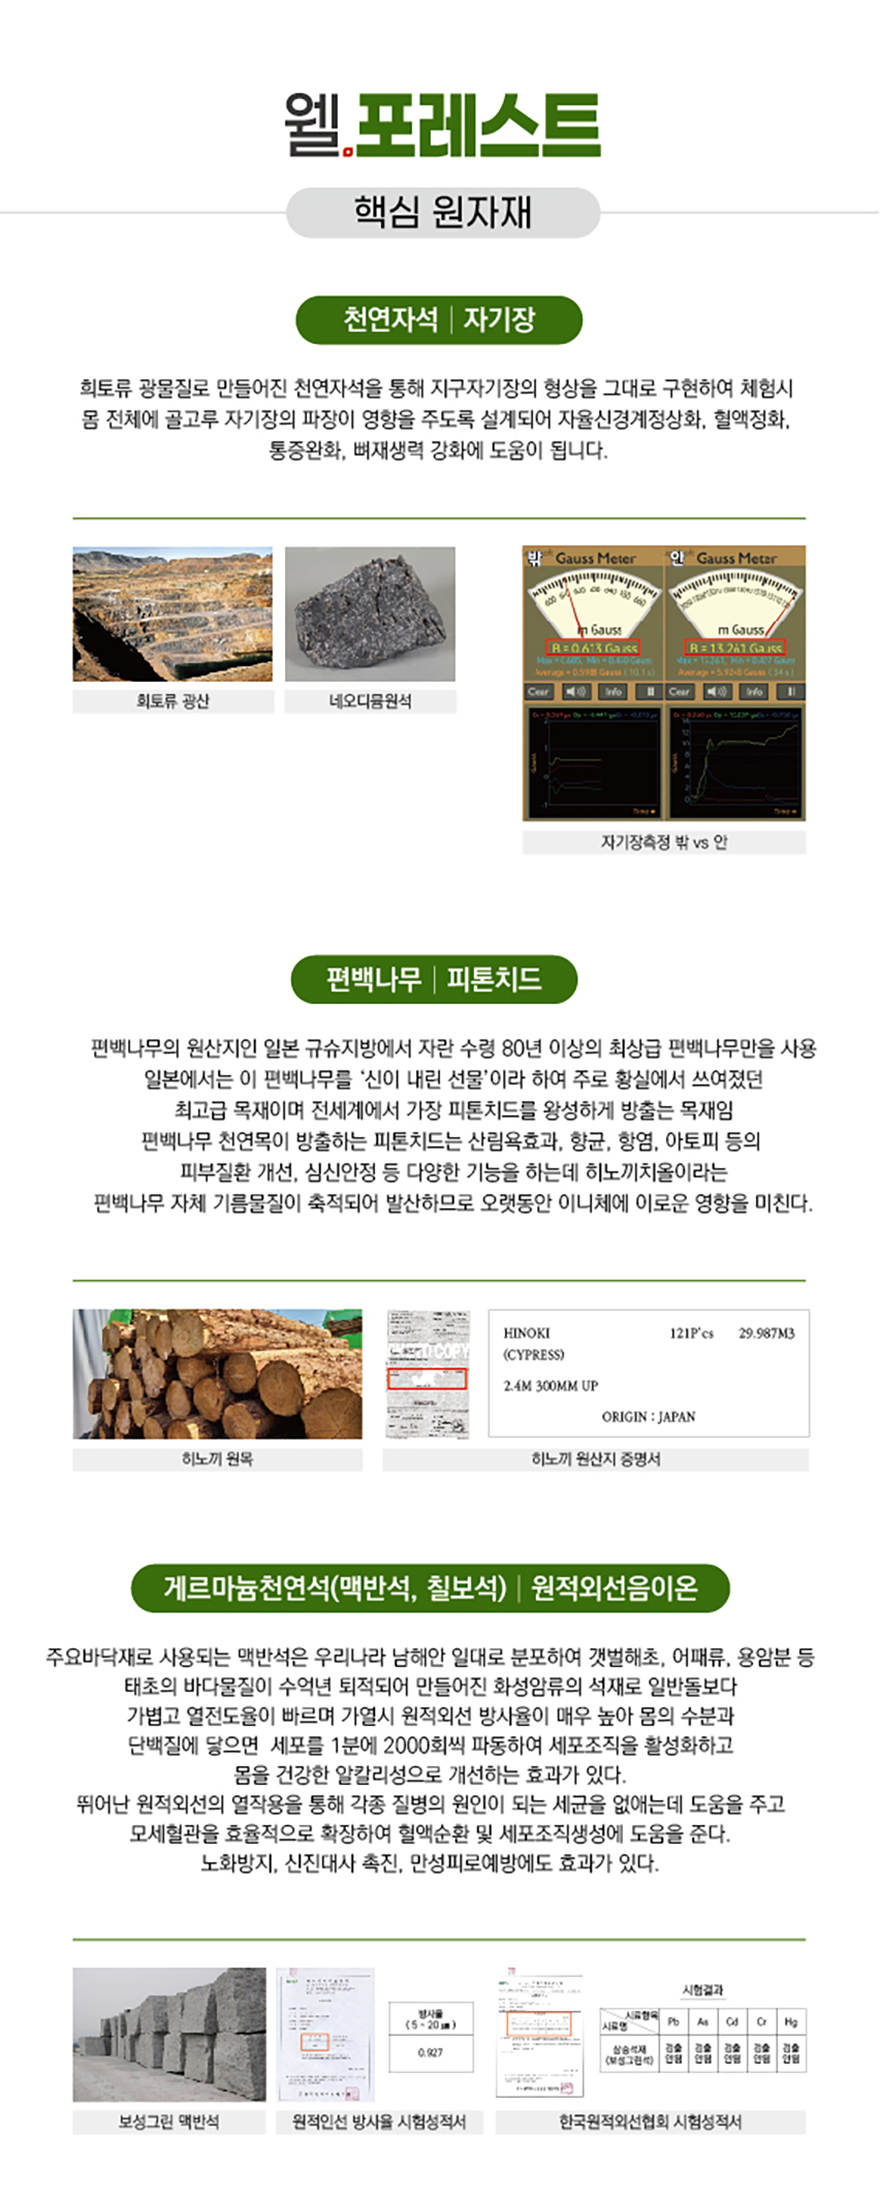 웰.포레스트
핵심 원자재
천연자석 | 자기장
희토류 광물질로 만들어진 천연자석을 통해 지구자기장의 형상을 그대로 구현하여 체험시
몸 전체에 골고루 자기장의 파장이 영향을 주도록 설계되어 자율신경계정상화, 혈액정화,
통증완화, 뼈재생력 강화에 도움이 됩니다.
밖 Gauss Meter
안 Gauss Meter
m Gauss
m Gauss
B = 0.613 Gauss
B = 13.261 Gauss
Clear Info
Clear Info
희토류 광산
네오디뮴원석
자기장측정 밖 vs 안
편백나무 | 피톤치드
편백나무의 원산지인 일본 규슈지방에서 자란 수령 80년 이상의 최상급 편백나무만을 사용
일본에서는 이 편백나무를 ‘신이 내린 선물’이라 하여 주로 황실에서 쓰여졌던
최고급 목재이며 전세계에서 가장 피톤치드를 왕성하게 방출는 목재임
편백나무 천연목이 방출하는 피톤치드는 산림욕효과, 향균, 항염, 아토피 등의
피부질환 개선, 심신안정 등 다양한 기능을 하는데 히노끼치올이라는
편백나무 자체 기름물질이 축적되어 발산하므로 오랫동안 이니체에 이로운 영향을 미친다.
HINOKI 121P'cs 29.987M3
(CYPRESS)
2.4M 300MM UP
ORIGIN : JAPAN
히노끼 원목
히노끼 원산지 증명서
게르마늄천연석(맥반석, 칠보석) | 원적외선음이온
주요바닥재로 사용되는 맥반석은 우리나라 남해안 일대로 분포하여 갯벌해초, 어패류, 용암분 등
태초의 바다물질이 수억년 퇴적되어 만들어진 화성암류의 석재로 일반돌보다
가볍고 열전도율이 빠르며 가열시 원적외선 방사율이 매우 높아 몸의 수분과
단백질에 닿으면 세포를 1분에 2000회씩 파동하여 세포조직을 활성화하고
몸을 건강한 알칼리성으로 개선하는 효과가 있다.
뛰어난 원적외선의 열작용을 통해 각종 질병의 원인이 되는 세균을 없애는데 도움을 주고
모세혈관을 효율적으로 확장하여 혈액순환 및 세포조직생성에 도움을 준다.
노화방지, 신진대사 촉진, 만성피로예방에도 효과가 있다.
방사율
(5~20㎛)
0.927
시험결과
시료항목 Pb As Cd Cr Hg
시료명
삼승석재 검출 검출 검출 검출 검출
(보성그린석) 안됨 안됨 안됨 안됨 안됨
보성그린 맥반석
원적인선 방사율 시험성적서
한국원적외선협회 시험성적서